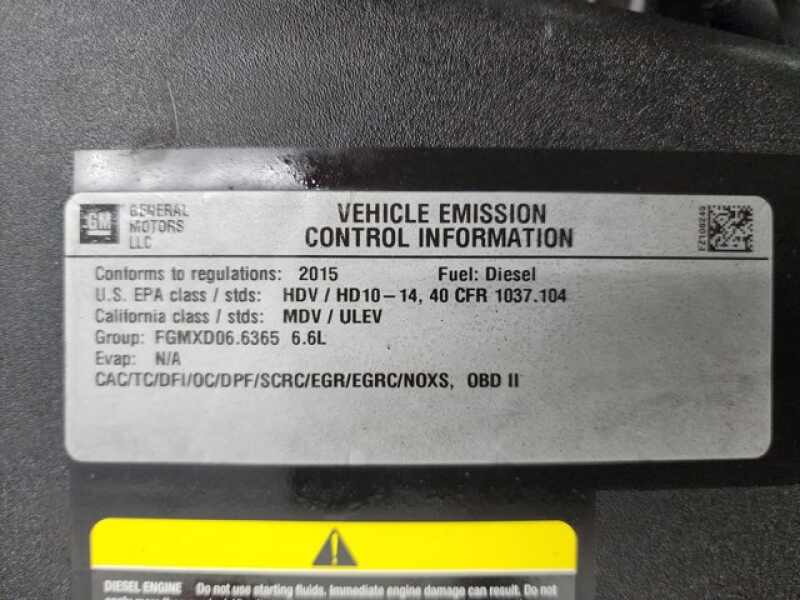 GM
GENERAL
MOTORS
LLC
VEHICLE EMISSION
CONTROL INFORMATION
Conforms to regulations: 2015 Fuel: Diesel
U.S. EPA class / stds: HDV / HD10-14, 40 CFR 1037.104
California class / stds: MDV / ULEV
Group: FGMXD06.6365 6.6L
Evap: N/A
CAC/TC/DFI/OC/DPF/SCRC/EGR/EGRC/NOXS, OBD II
DIESEL ENGINE Do not use starting fluids. Immediate engine damage can result. Do not